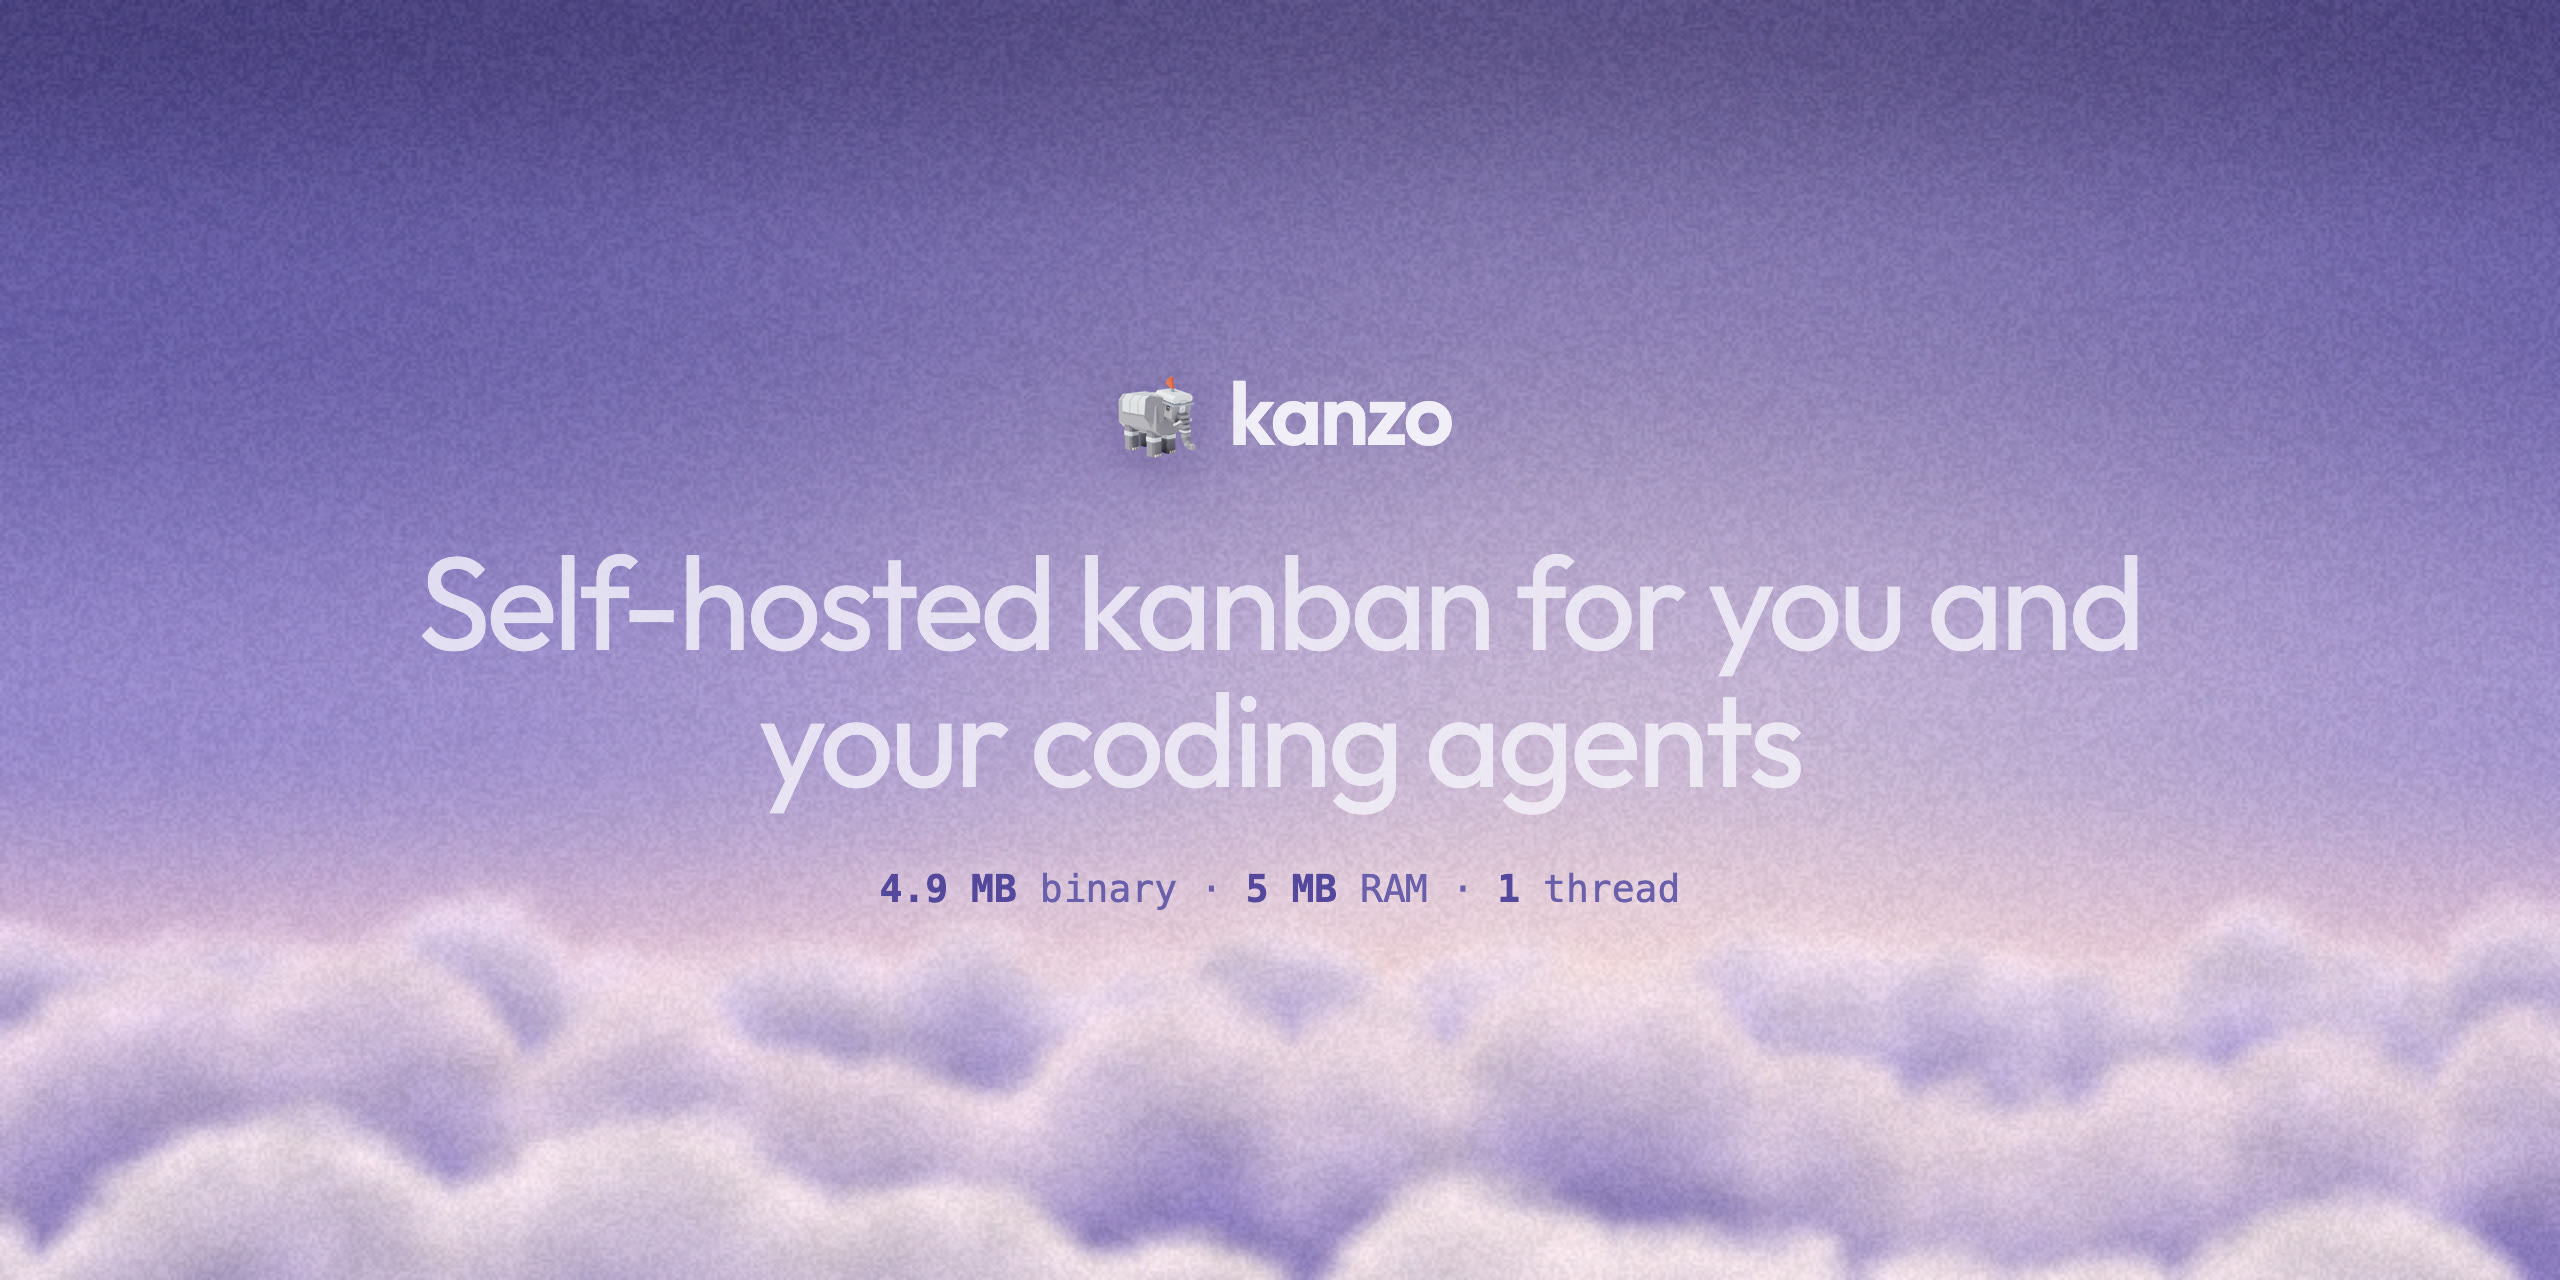 kanzo
Self-hosted kanban for you and
your coding agents
4.9 MB binary · 5 MB RAM · 1 thread